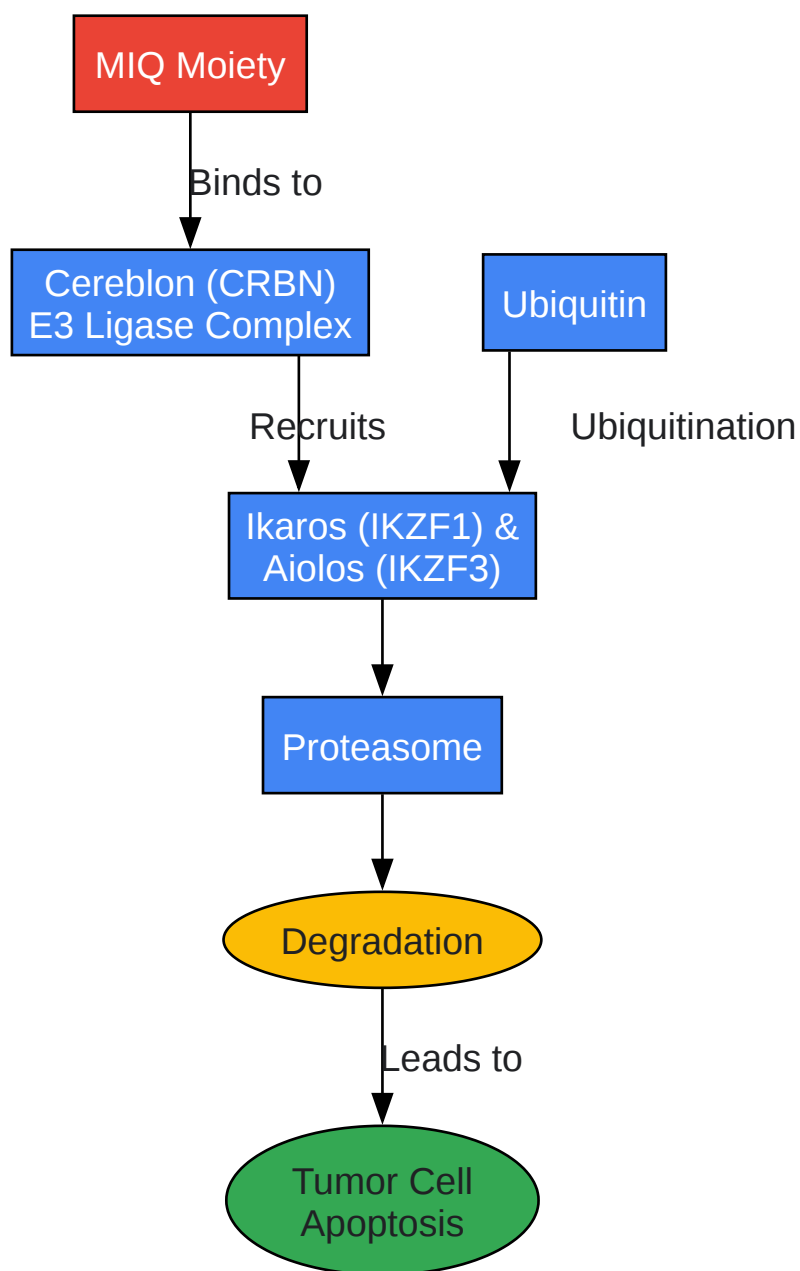 MIQ Moiety
Binds to
Cereblon (CRBN)
E3 Ligase Complex
Ubiquitin
Recruits
Ubiquitination
Ikaros (IKZF1) &
Aiolos (IKZF3)
Proteasome
Degradation
Leads to
Tumor Cell
Apoptosis